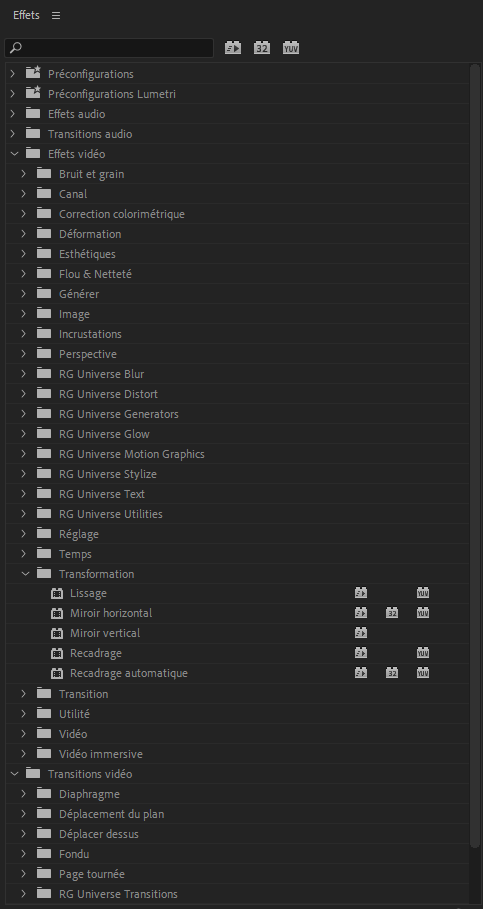 Effets
32 YUV
Préconfigurations
Préconfigurations Lumetri
Effets audio
Transitions audio
Effets vidéo
Bruit et grain
Canal
Correction colorimétrique
Déformation
Esthétiques
Flou & Netteté
Générer
Image
Incrustations
Perspective
RG Universe Blur
RG Universe Distort
RG Universe Generators
RG Universe Glow
RG Universe Motion Graphics
RG Universe Stylize
RG Universe Text
RG Universe Utilities
Réglage
Temps
Transformation
Lissage YUV
Miroir horizontal 32 YUV
Miroir vertical
Recadrage YUV
Recadrage automatique 32 YUV
Transition
Utilité
Vidéo
Vidéo immersive
Transitions vidéo
Diaphragme
Déplacement du plan
Déplacer dessus
Fondu
Page tournée
RG Universe Transitions